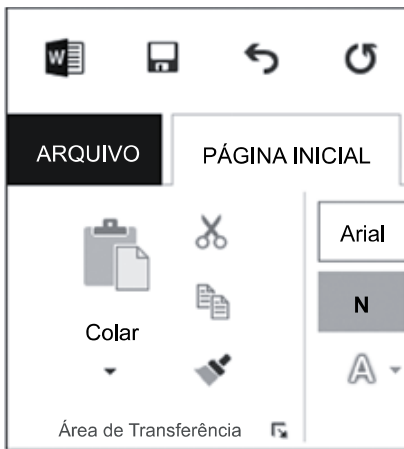 W
ARQUIVO PÁGINA INICIAL
Arial
N
Colar
A
Área de Transferência